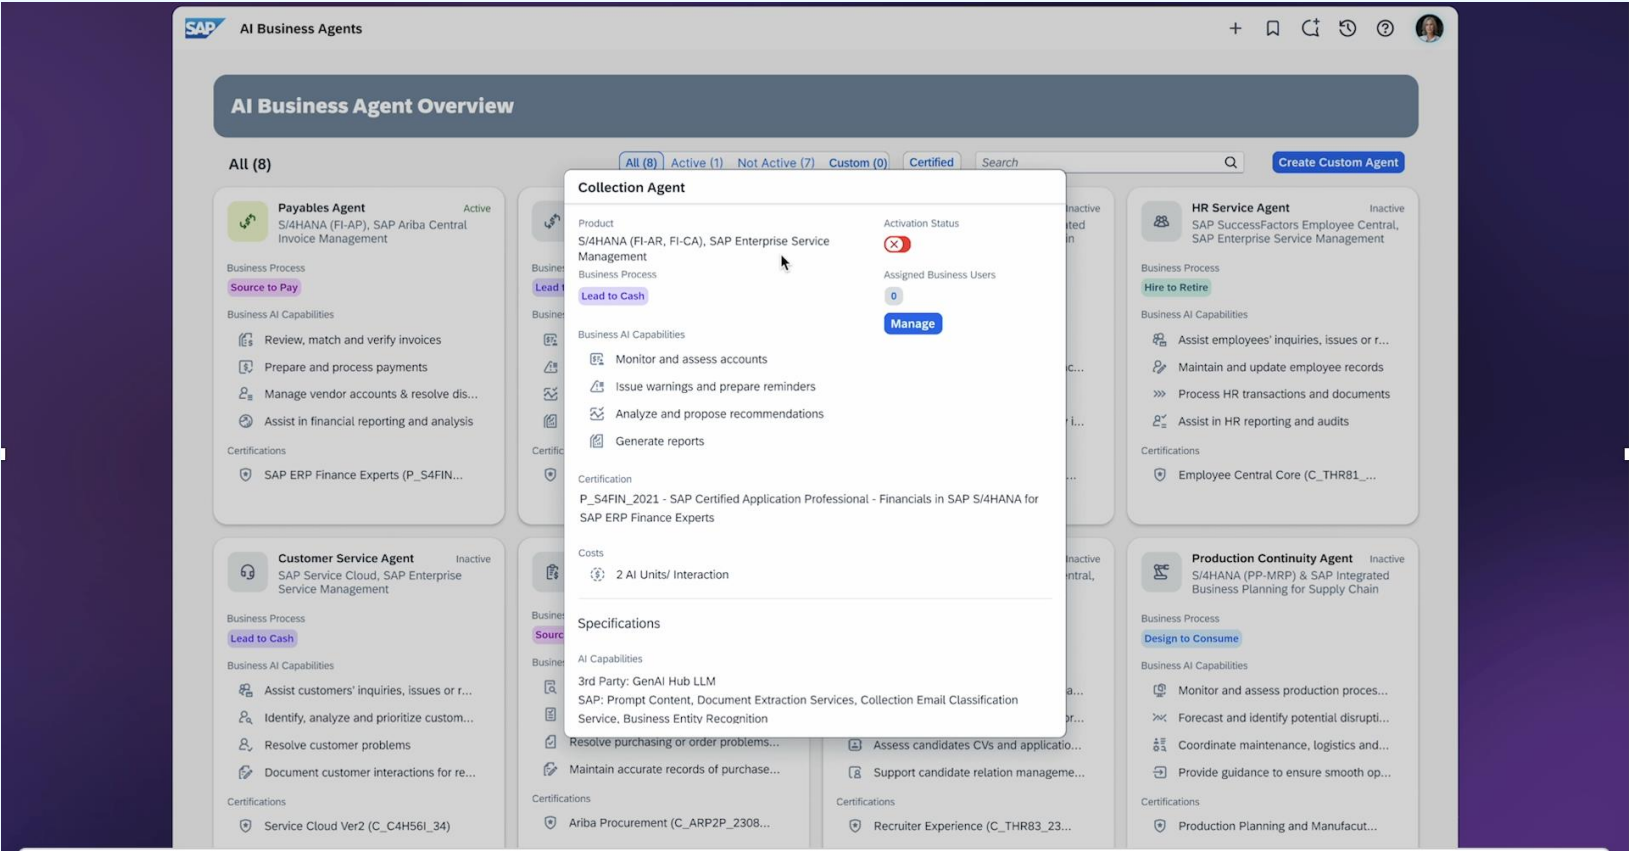 SAP AI Business Agents
AI Business Agent Overview
All (8)
All (8) Active (1) Not Active (7) Custom (0) Certified Search Create Custom Agent
Payables Agent Active
S/4HANA (FI-AP), SAP Ariba Central
Invoice Management
Business Process
Source to Pay
Business AI Capabilities
Review, match and verify invoices
Prepare and process payments
Manage vendor accounts & resolve dis...
Assist in financial reporting and analysis
Certifications
SAP ERP Finance Experts (P_S4FIN...
Collection Agent
Product
S/4HANA (FI-AR, FI-CA), SAP Enterprise Service
Management
Business Process
Lead to Cash
Activation Status
Assigned Business Users
0
Manage
Business AI Capabilities
Monitor and assess accounts
Issue warnings and prepare reminders
Analyze and propose recommendations
Generate reports
Certification
P_S4FIN_2021 - SAP Certified Application Professional - Financials in SAP S/4HANA for
SAP ERP Finance Experts
Costs
2 AI Units/ Interaction
Specifications
AI Capabilities
3rd Party: GenAI Hub LLM
SAP: Prompt Content, Document Extraction Services, Collection Email Classification
Service, Business Entity Recognition
HR Service Agent Inactive
SAP SuccessFactors Employee Central,
SAP Enterprise Service Management
Business Process
Hire to Retire
Business AI Capabilities
Assist employees' inquiries, issues or r...
Maintain and update employee records
Process HR transactions and documents
Assist in HR reporting and audits
Certifications
Employee Central Core (C_THR81_...
Customer Service Agent Inactive
SAP Service Cloud, SAP Enterprise
Service Management
Business Process
Lead to Cash
Business AI Capabilities
Assist customers' inquiries, issues or r...
Identify, analyze and prioritize custom...
Resolve customer problems
Document customer interactions for re...
Certifications
Service Cloud Ver2 (C_C4H56I_34)
Resolve purchasing or order problems...
Maintain accurate records of purchase...
Certifications
Ariba Procurement (C_ARP2P_2308...
Assess candidates CVs and applicatio...
Support candidate relation manageme...
Certifications
Recruiter Experience (C_THR83_23...
Production Continuity Agent Inactive
S/4HANA (PP-MRP) & SAP Integrated
Business Planning for Supply Chain
Business Process
Design to Consume
Business AI Capabilities
Monitor and assess production proces...
Forecast and identify potential disrupti...
Coordinate maintenance, logistics and...
Provide guidance to ensure smooth op...
Certifications
Production Planning and Manufacut...